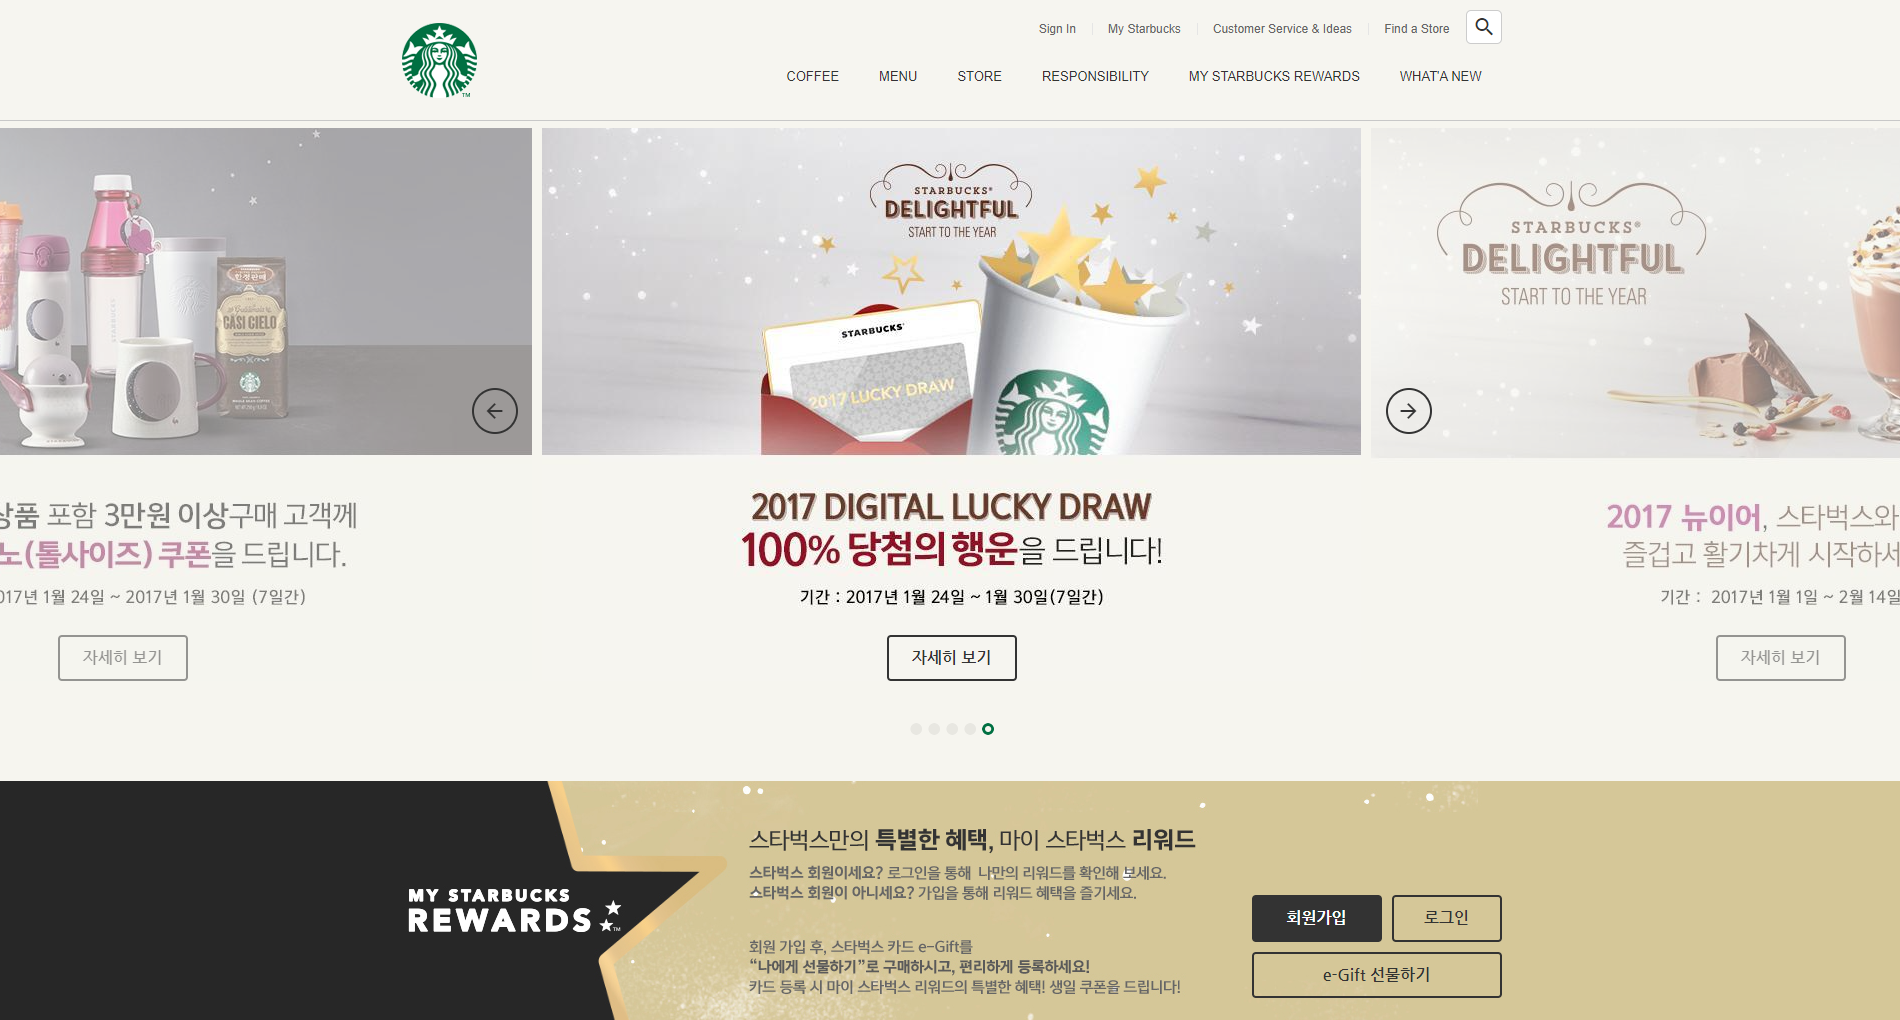 Sign In
My Starbucks
Customer Service & Ideas
Find a Store
COFFEE
MENU
STORE
RESPONSIBILITY
MY STARBUCKS REWARDS
WHAT'A NEW
TM
한정판매
CASI CIELO
STARBUCKS®
DELIGHTFUL
START TO THE YEAR
STARBUCKS
2017 LUCKY DRAW
STARBUCKS®
DELIGHTFUL
START TO THE YEAR
상품 포함 3만원 이상구매 고객께
노(톨사이즈) 쿠폰을 드립니다.
017년 1월 24일 ~ 2017년 1월 30일 (7일간)
자세히 보기
2017 DIGITAL LUCKY DRAW
100% 당첨의 행운을 드립니다!
기간 : 2017년 1월 24일 ~ 1월 30일(7일간)
자세히 보기
2017 뉴이어, 스타벅스와
즐겁고 활기차게 시작하세
기간 : 2017년 1월 1일 ~ 2월 14일
자세히 보기
MY STARBUCKS
REWARDS
TM
스타벅스만의 특별한 혜택, 마이 스타벅스 리워드
스타벅스 회원이세요? 로그인을 통해 나만의 리워드를 확인해 보세요.
스타벅스 회원이 아니세요? 가입을 통해 리워드 혜택을 즐기세요.
회원 가입 후, 스타벅스 카드 e-Gift를
“나에게 선물하기”로 구매하시고, 편리하게 등록하세요!
카드 등록 시 마이 스타벅스 리워드의 특별한 혜택! 생일 쿠폰을 드립니다!
회원가입
로그인
e-Gift 선물하기